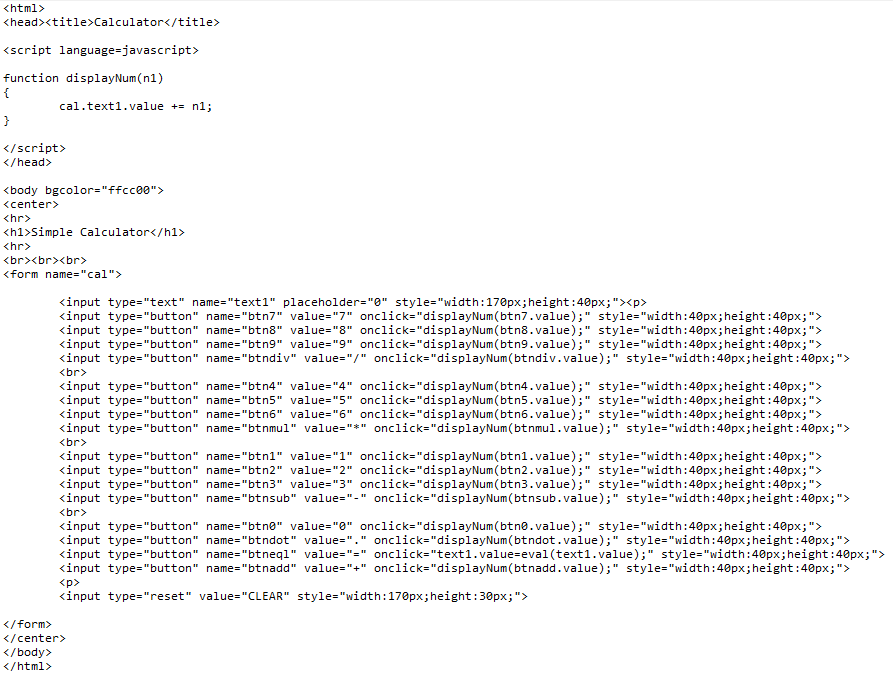 <html>
<head><title>Calculator</title>
<script language=javascript>
function displayNum(n1)
{
cal.text1.value += n1;
}
</script>
</head>
<body bgcolor="ffcc00">
<center>
<hr>
<h1>Simple Calculator</h1>
<hr>
<br><br><br>
<form name="cal">
<input type="text" name="text1" placeholder="0" style="width:170px;height:40px;"><p>
<input type="button" name="btn7" value="7" onclick="displayNum(btn7.value);" style="width:40px;height:40px;">
<input type="button" name="btn8" value="8" onclick="displayNum(btn8.value);" style="width:40px;height:40px;">
<input type="button" name="btn9" value="9" onclick="displayNum(btn9.value);" style="width:40px;height:40px;">
<input type="button" name="btndiv" value="/" onclick="displayNum(btndiv.value);" style="width:40px;height:40px;">
<br>
<input type="button" name="btn4" value="4" onclick="displayNum(btn4.value);" style="width:40px;height:40px;">
<input type="button" name="btn5" value="5" onclick="displayNum(btn5.value);" style="width:40px;height:40px;">
<input type="button" name="btn6" value="6" onclick="displayNum(btn6.value);" style="width:40px;height:40px;">
<input type="button" name="btnmul" value="*" onclick="displayNum(btnmul.value);" style="width:40px;height:40px;">
<br>
<input type="button" name="btn1" value="1" onclick="displayNum(btn1.value);" style="width:40px;height:40px;">
<input type="button" name="btn2" value="2" onclick="displayNum(btn2.value);" style="width:40px;height:40px;">
<input type="button" name="btn3" value="3" onclick="displayNum(btn3.value);" style="width:40px;height:40px;">
<input type="button" name="btnsub" value="-" onclick="displayNum(btnsub.value);" style="width:40px;height:40px;">
<br>
<input type="button" name="btn0" value="0" onclick="displayNum(btn0.value);" style="width:40px;height:40px;">
<input type="button" name="btndot" value="." onclick="displayNum(btndot.value);" style="width:40px;height:40px;">
<input type="button" name="btneql" value="=" onclick="text1.value=eval(text1.value);" style="width:40px;height:40px;">
<input type="button" name="btnadd" value="+" onclick="displayNum(btnadd.value);" style="width:40px;height:40px;">
<p>
<input type="reset" value="CLEAR" style="width:170px;height:30px;">
</form>
</center>
</body>
</html>